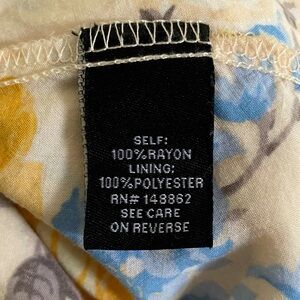 SELF:
100%RAYON
LINING:
100%POLYESTER
RN# 148862
SEE CARE
ON REVERSE